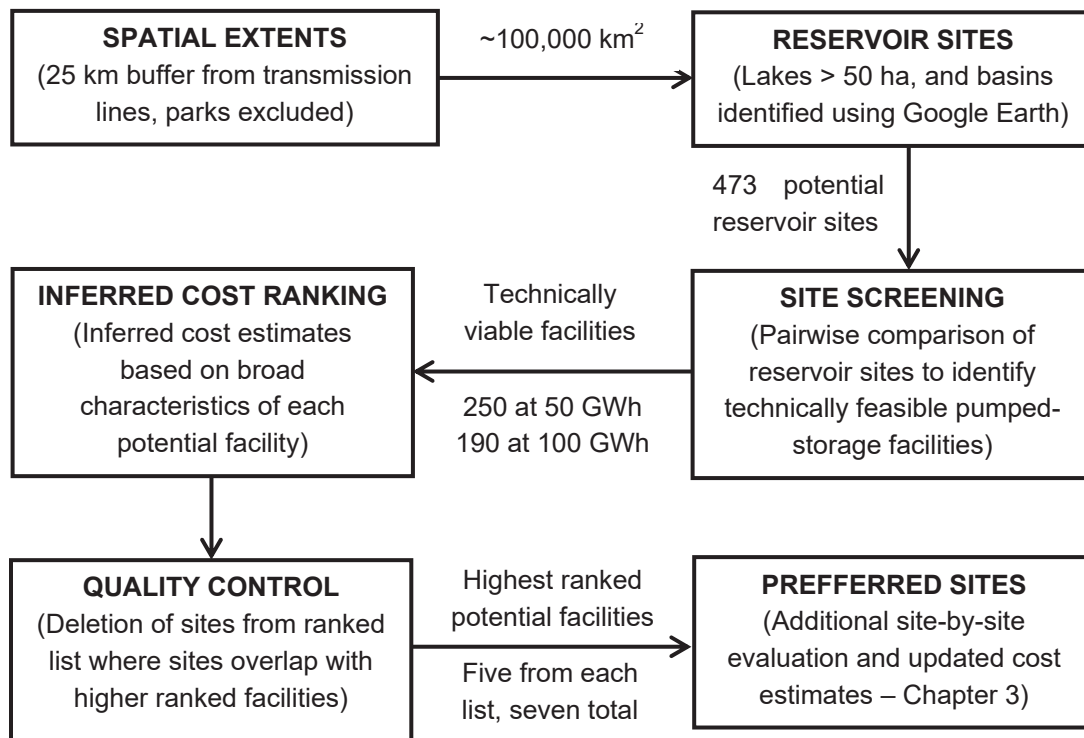 SPATIAL EXTENTS
(25 km buffer from transmission
lines, parks excluded)
~100,000 km²
RESERVOIR SITES
(Lakes > 50 ha, and basins
identified using Google Earth)
473 potential
reservoir sites
SITE SCREENING
(Pairwise comparison of
reservoir sites to identify
technically feasible pumped-
storage facilities)
Technically
viable facilities
250 at 50 GWh
190 at 100 GWh
INFERRED COST RANKING
(Inferred cost estimates
based on broad
characteristics of each
potential facility)
QUALITY CONTROL
(Deletion of sites from ranked
list where sites overlap with
higher ranked facilities)
Highest ranked
potential facilities
Five from each
list, seven total
PREFFERRED SITES
(Additional site-by-site
evaluation and updated cost
estimates – Chapter 3)